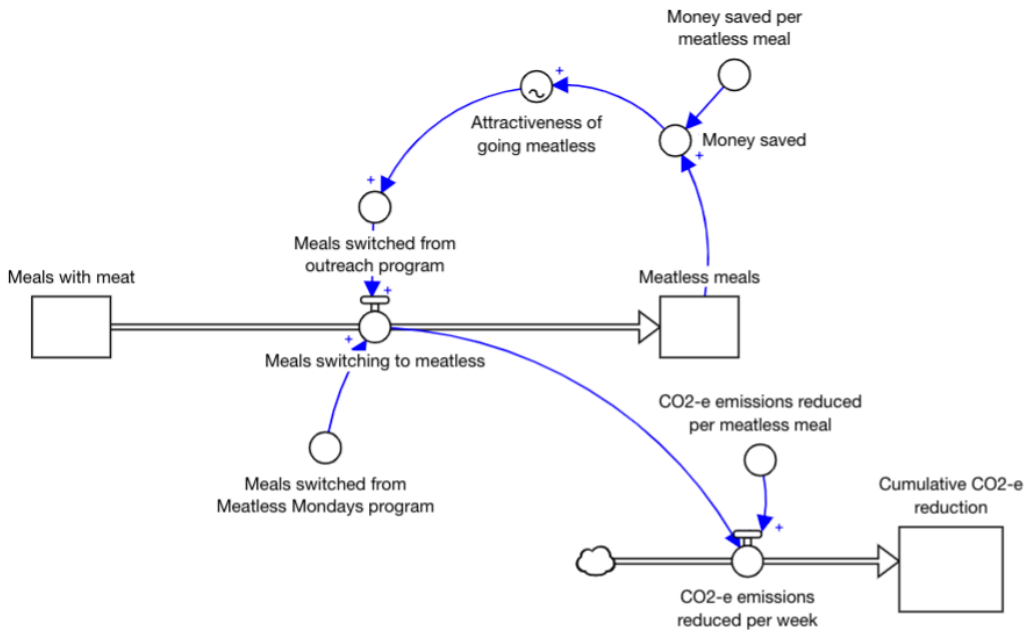 Money saved per
meatless meal
Attractiveness of
going meatless
Money saved
Meals switched from
outreach program
Meals with meat
Meatless meals
Meals switching to meatless
CO2-e emissions reduced
per meatless meal
Meals switched from
Meatless Mondays program
Cumulative CO2-e
reduction
CO2-e emissions
reduced per week
+
+
+
+
+
+